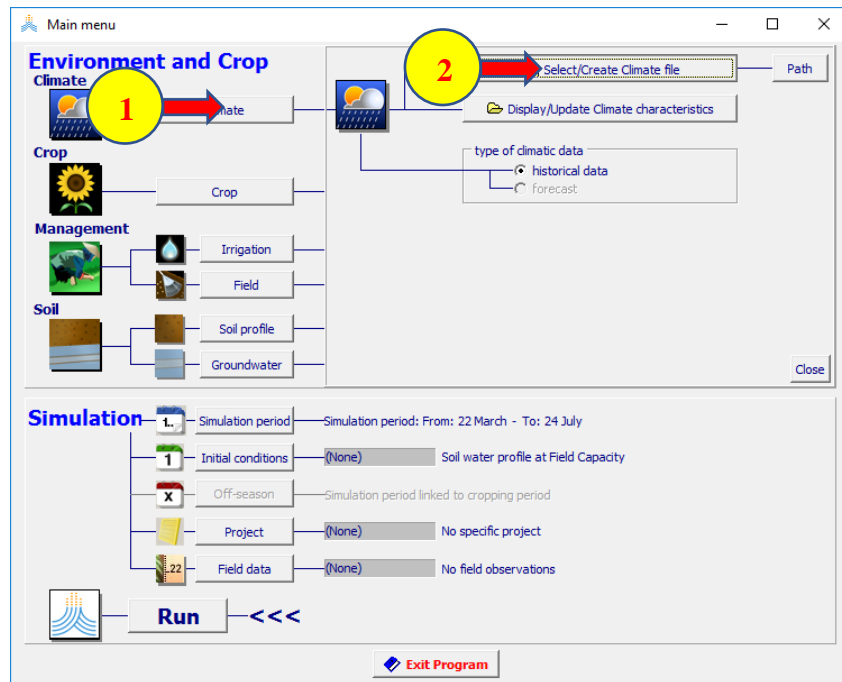 Main menu
Environment and Crop
Climate
1
mate
2
Select/Create Climate file
Path
Display/Update Climate characteristics
type of climatic data
historical data
forecast
Crop
Crop
Management
Irrigation
Field
Soil
Soil profile
Groundwater
Close
Simulation
1..
Simulation period
Simulation period: From: 22 March - To: 24 July
1
Initial conditions
(None)
Soil water profile at Field Capacity
X
Off-season
Simulation period linked to cropping period
Project
(None)
No specific project
..22
Field data
(None)
No field observations
Run
<<<
Exit Program